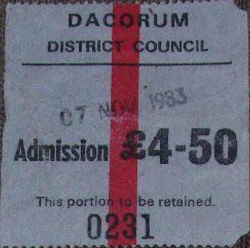 DACORUM
DISTRICT COUNCIL
07 NOV 1983
Admission £4-50
This portion to be retained.
0231